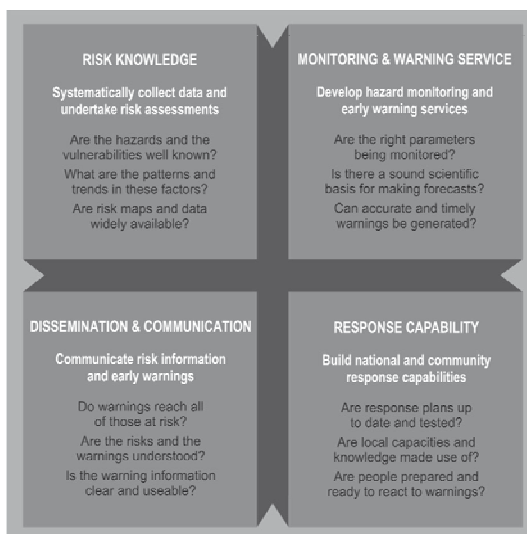 RISK KNOWLEDGE
Systematically collect data and
undertake risk assessments
Are the hazards and the
vulnerabilities well known?
What are the patterns and
trends in these factors?
Are risk maps and data
widely available?
MONITORING & WARNING SERVICE
Develop hazard monitoring and
early warning services
Are the right parameters
being monitored?
Is there a sound scientific
basis for making forecasts?
Can accurate and timely
warnings be generated?
DISSEMINATION & COMMUNICATION
Communicate risk information
and early warnings
Do warnings reach all
of those at risk?
Are the risks and the
warnings understood?
Is the warning information
clear and useable?
RESPONSE CAPABILITY
Build national and community
response capabilities
Are response plans up
to date and tested?
Are local capacities and
knowledge made use of?
Are people prepared and
ready to react to warnings?